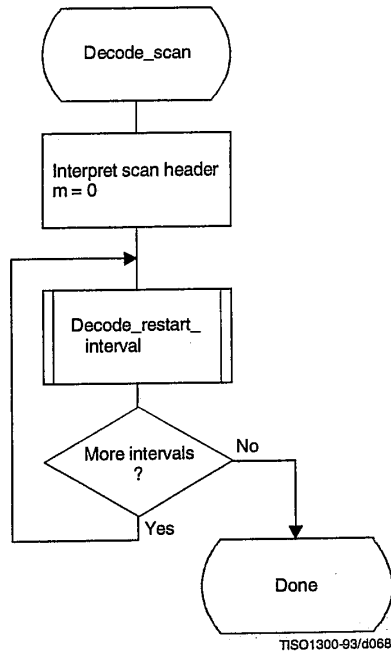 Decode_scan
Interpret scan header
m = 0
Decode_restart_
interval
More intervals
?
No
Yes
Done
TISO1300-93/d068